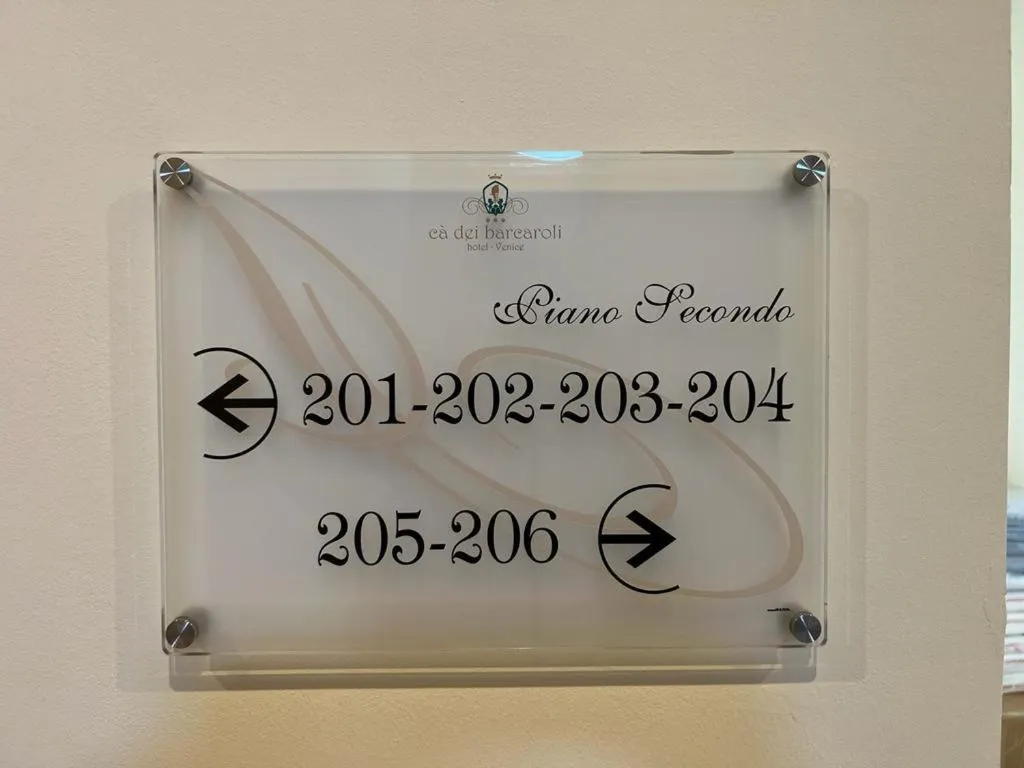 cà dei barcaroli
hotel - Venice
Piano Secondo
201-202-203-204
205-206